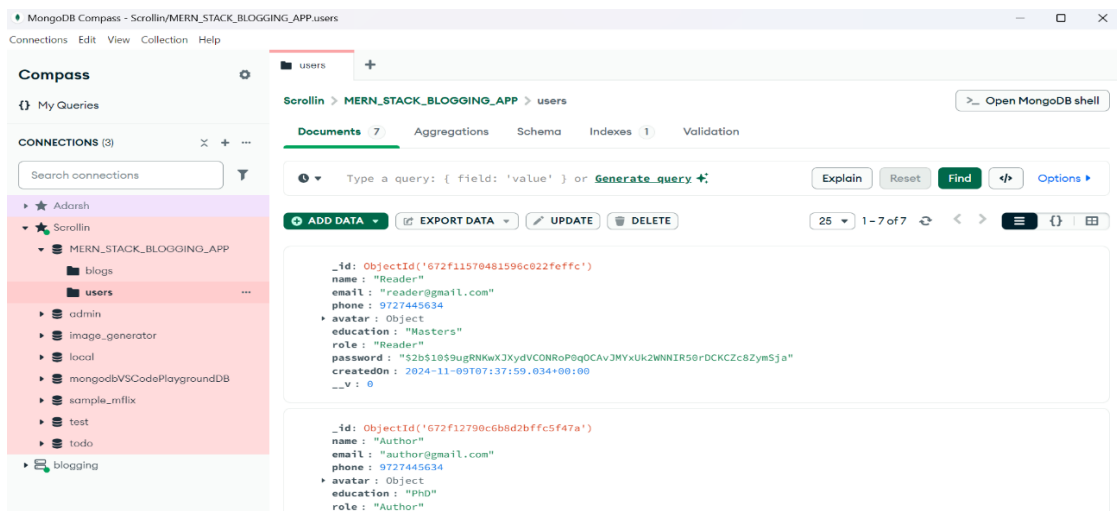 MongoDB Compass - Scrollin/MERN_STACK_BLOGGING_APP.users
Connections Edit View Collection Help
Compass
{} My Queries
CONNECTIONS (3)
Search connections
Adarsh
Scrollin
MERN_STACK_BLOGGING_APP
blogs
users
admin
image_generator
local
mongodbVSCodePlaygroundDB
sample_mflix
test
todo
blogging
users
Scrollin > MERN_STACK_BLOGGING_APP > users
>_ Open MongoDB shell
Documents 7 Aggregations Schema Indexes 1 Validation
Type a query: { field: 'value' } or Generate query
Explain Reset Find </> Options
ADD DATA EXPORT DATA UPDATE DELETE
25 1 – 7 of 7 {}
_id: ObjectId('672f11570481596c022feffc')
name : "Reader"
email : "reader@gmail.com"
phone : 9727445634
avatar : Object
education : "Masters"
role : "Reader"
password : "$2b$10$9ugRNKwXJXydVCONRoP0qOCAvJMYxUk2WNNIR50rDCKCZc8ZymSja"
createdOn : 2024-11-09T07:37:59.034+00:00
__v : 0
_id: ObjectId('672f12790c6b8d2bffc5f47a')
name : "Author"
email : "author@gmail.com"
phone : 9727445634
avatar : Object
education : "PhD"
role : "Author"